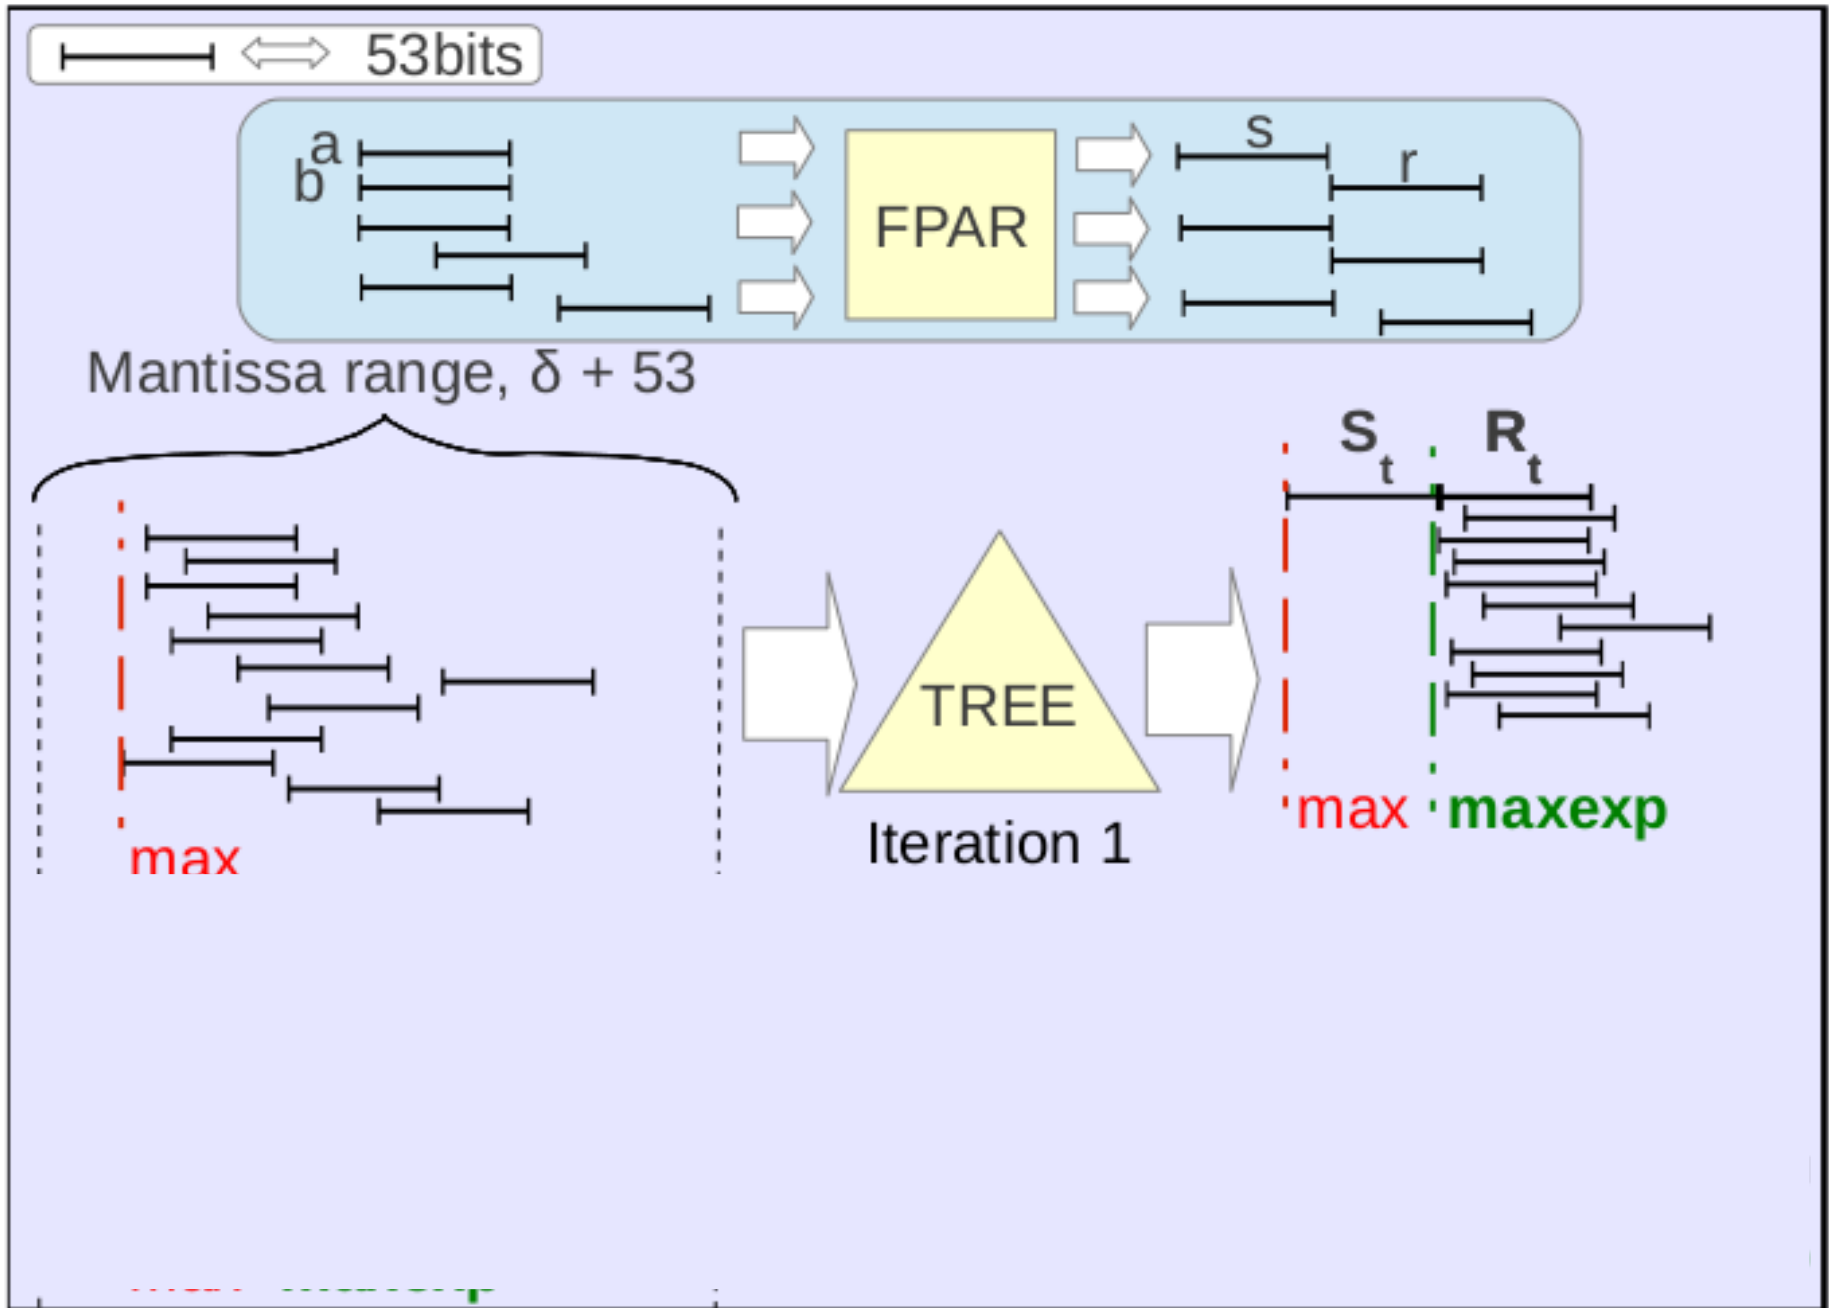 53bits
a
b
s
r
FPAR
Mantissa range, δ + 53
S t
R t
TREE
Iteration 1
max
max
maxexp